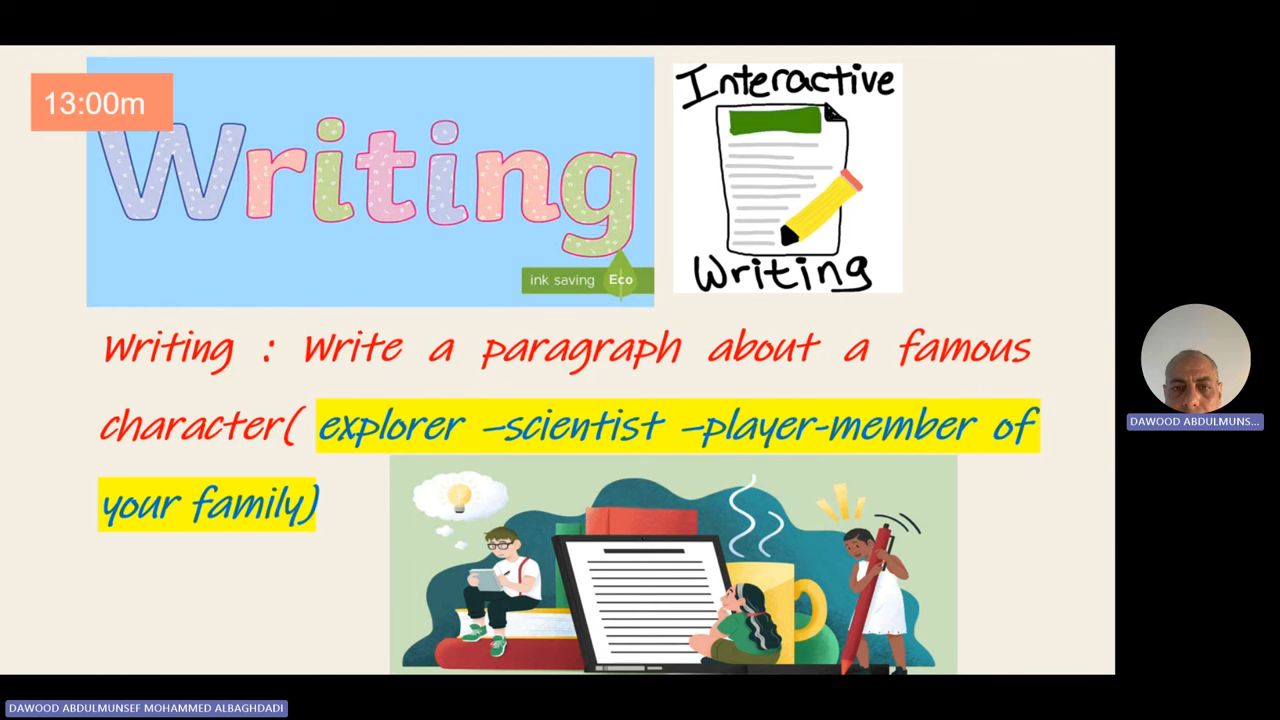 13:00m
Writing
ink saving Eco
Interactive
Writing
Writing : Write a paragraph about a famous
character( explorer –scientist –player-member of
your family)
DAWOOD ABDULMUNS...
DAWOOD ABDULMUNSEF MOHAMMED ALBAGHDADI